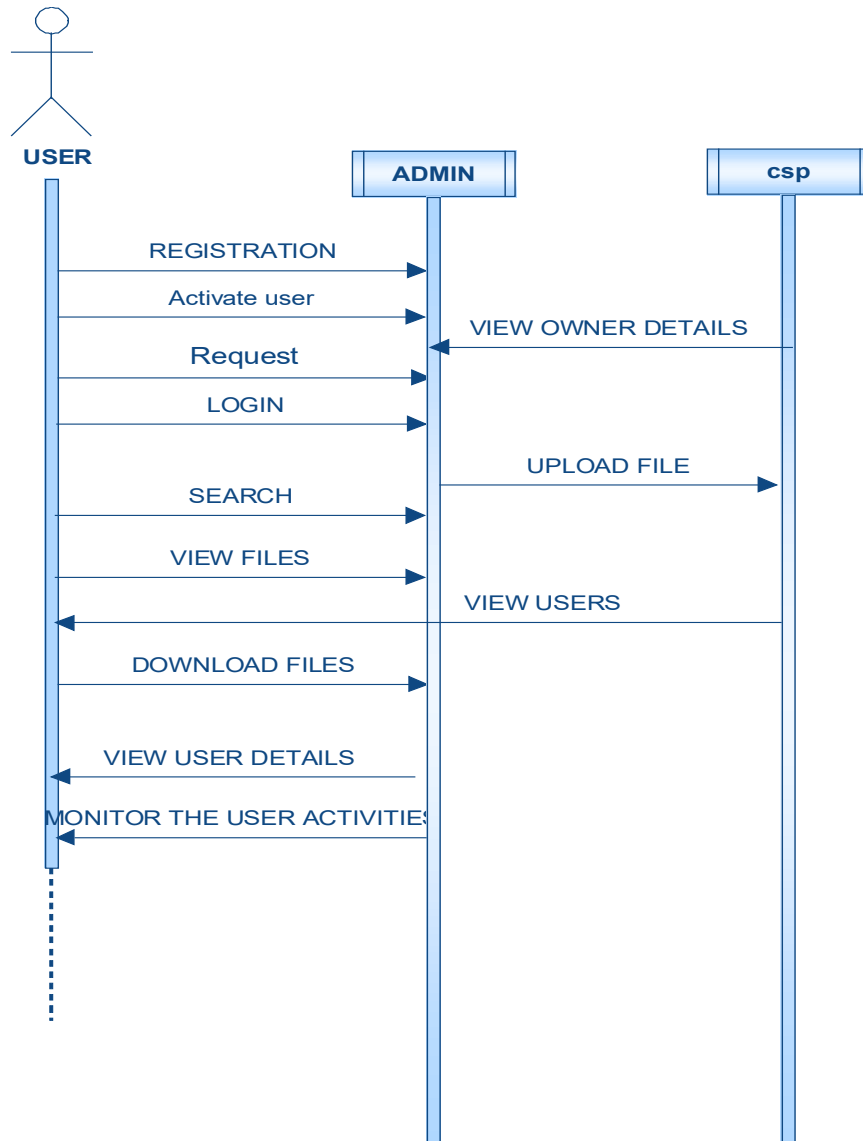 USER
ADMIN
csp
REGISTRATION
Activate user
VIEW OWNER DETAILS
Request
LOGIN
UPLOAD FILE
SEARCH
VIEW FILES
VIEW USERS
DOWNLOAD FILES
VIEW USER DETAILS
MONITOR THE USER ACTIVITIES